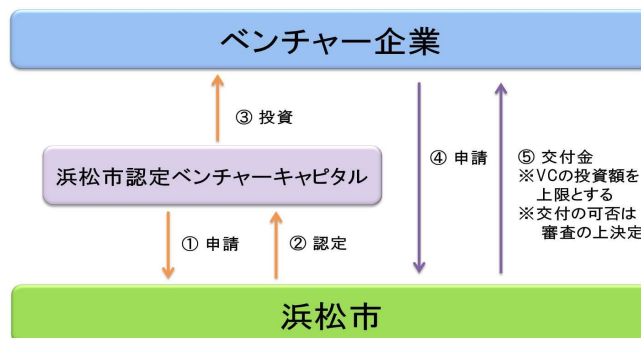 ベンチャー企業
③ 投資
浜松市認定ベンチャーキャピタル
① 申請
② 認定
④ 申請
⑤ 交付金
※VCの投資額を
上限とする
※交付の可否は
審査の上決定
浜松市